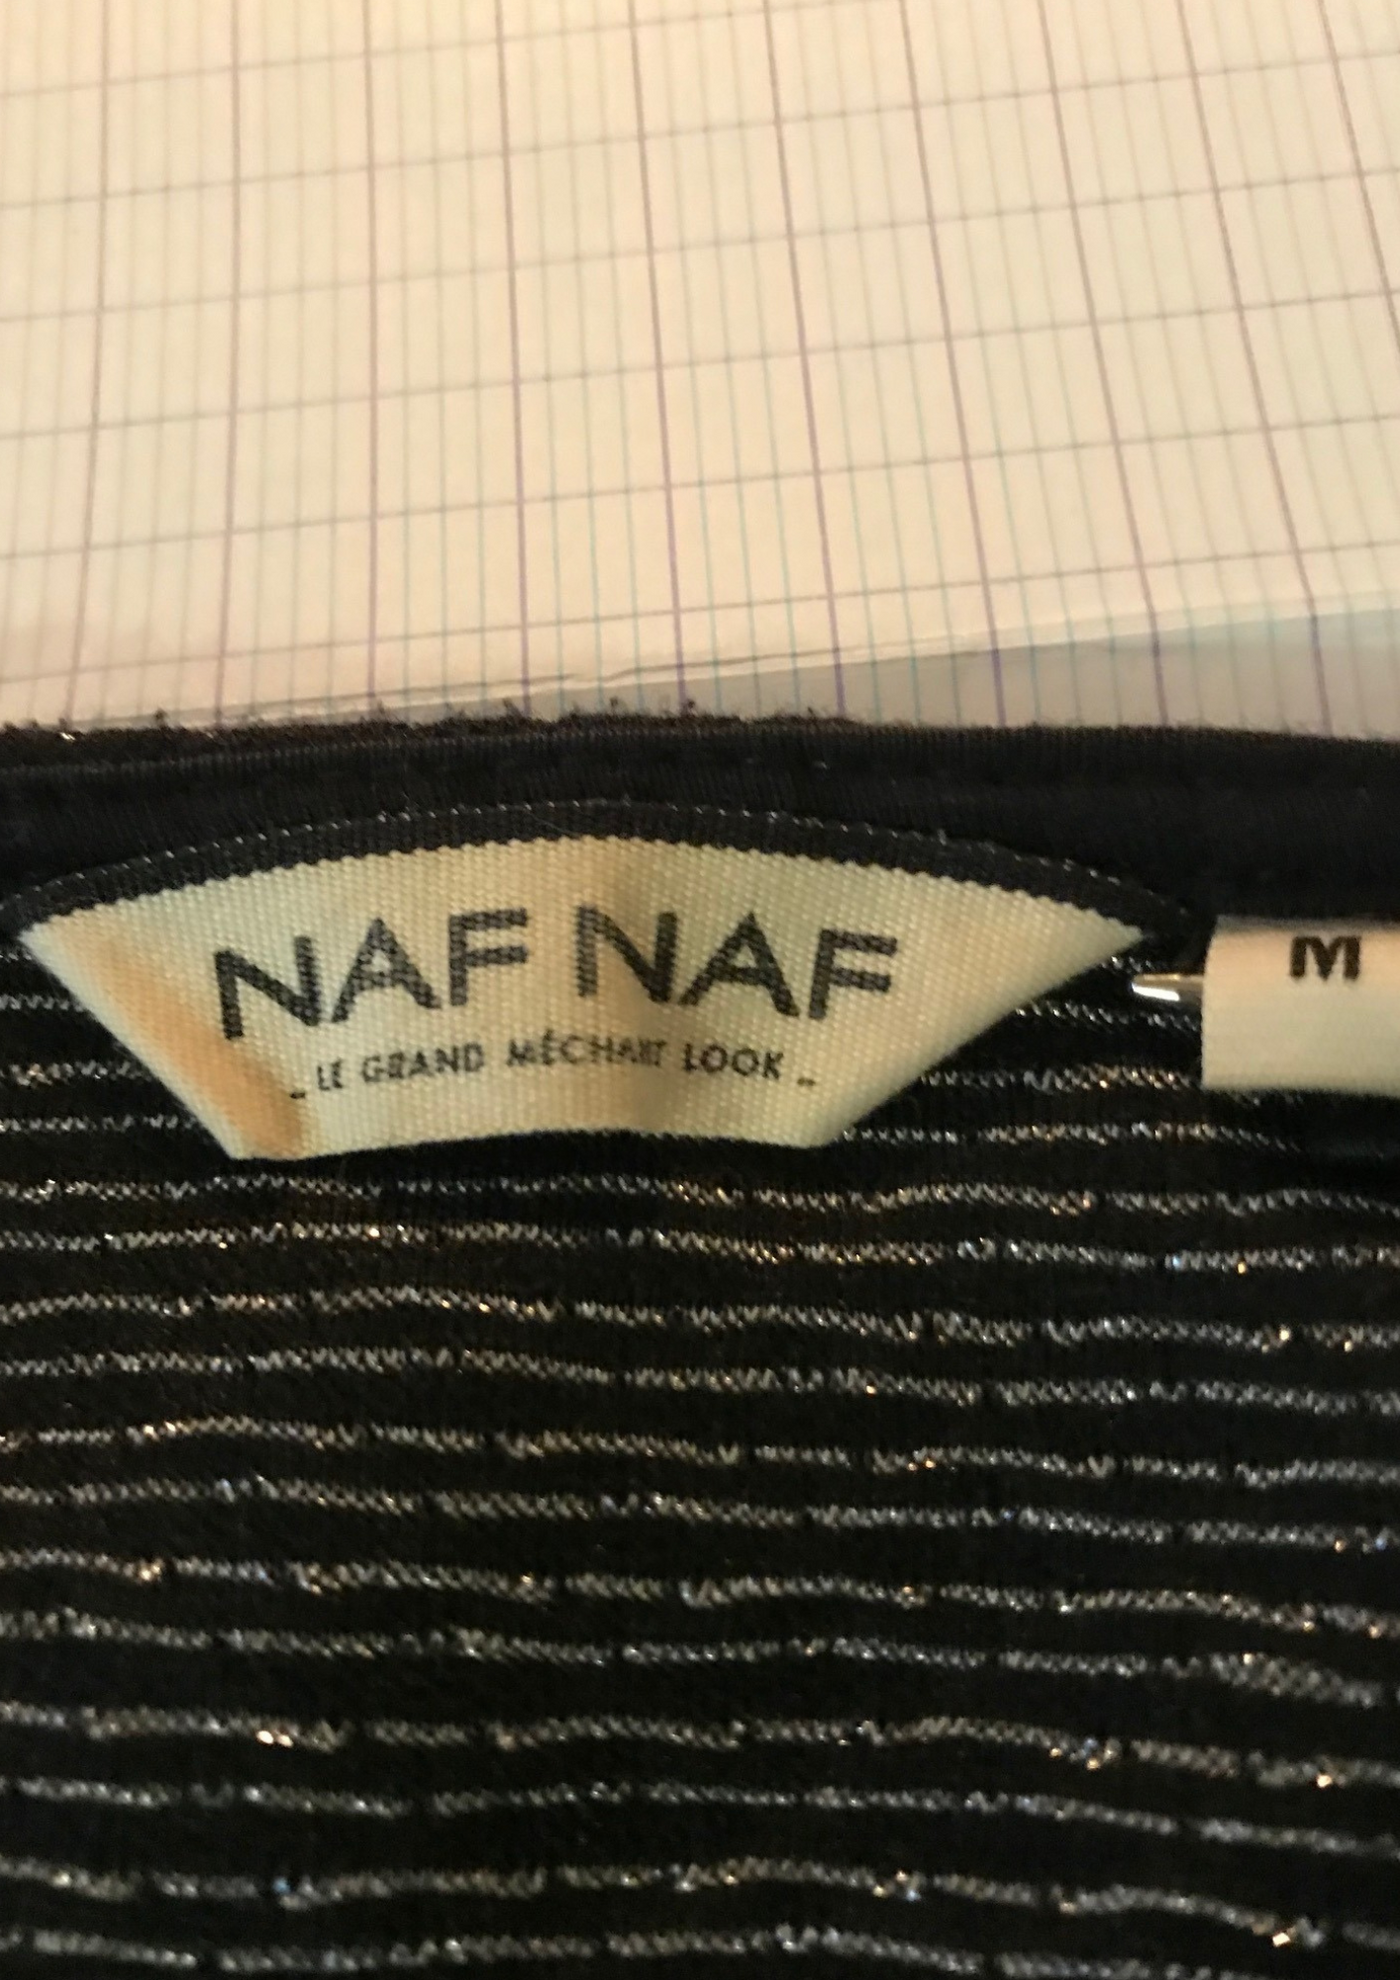 NAF NAF
- LE GRAND MÉCHANT LOOK -
M